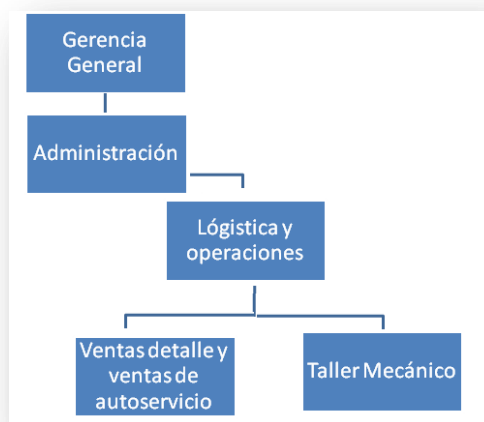 Gerencia
General
Administración
Lógistica y
operaciones
Ventas detalle y
ventas de
autoservicio
Taller Mecánico